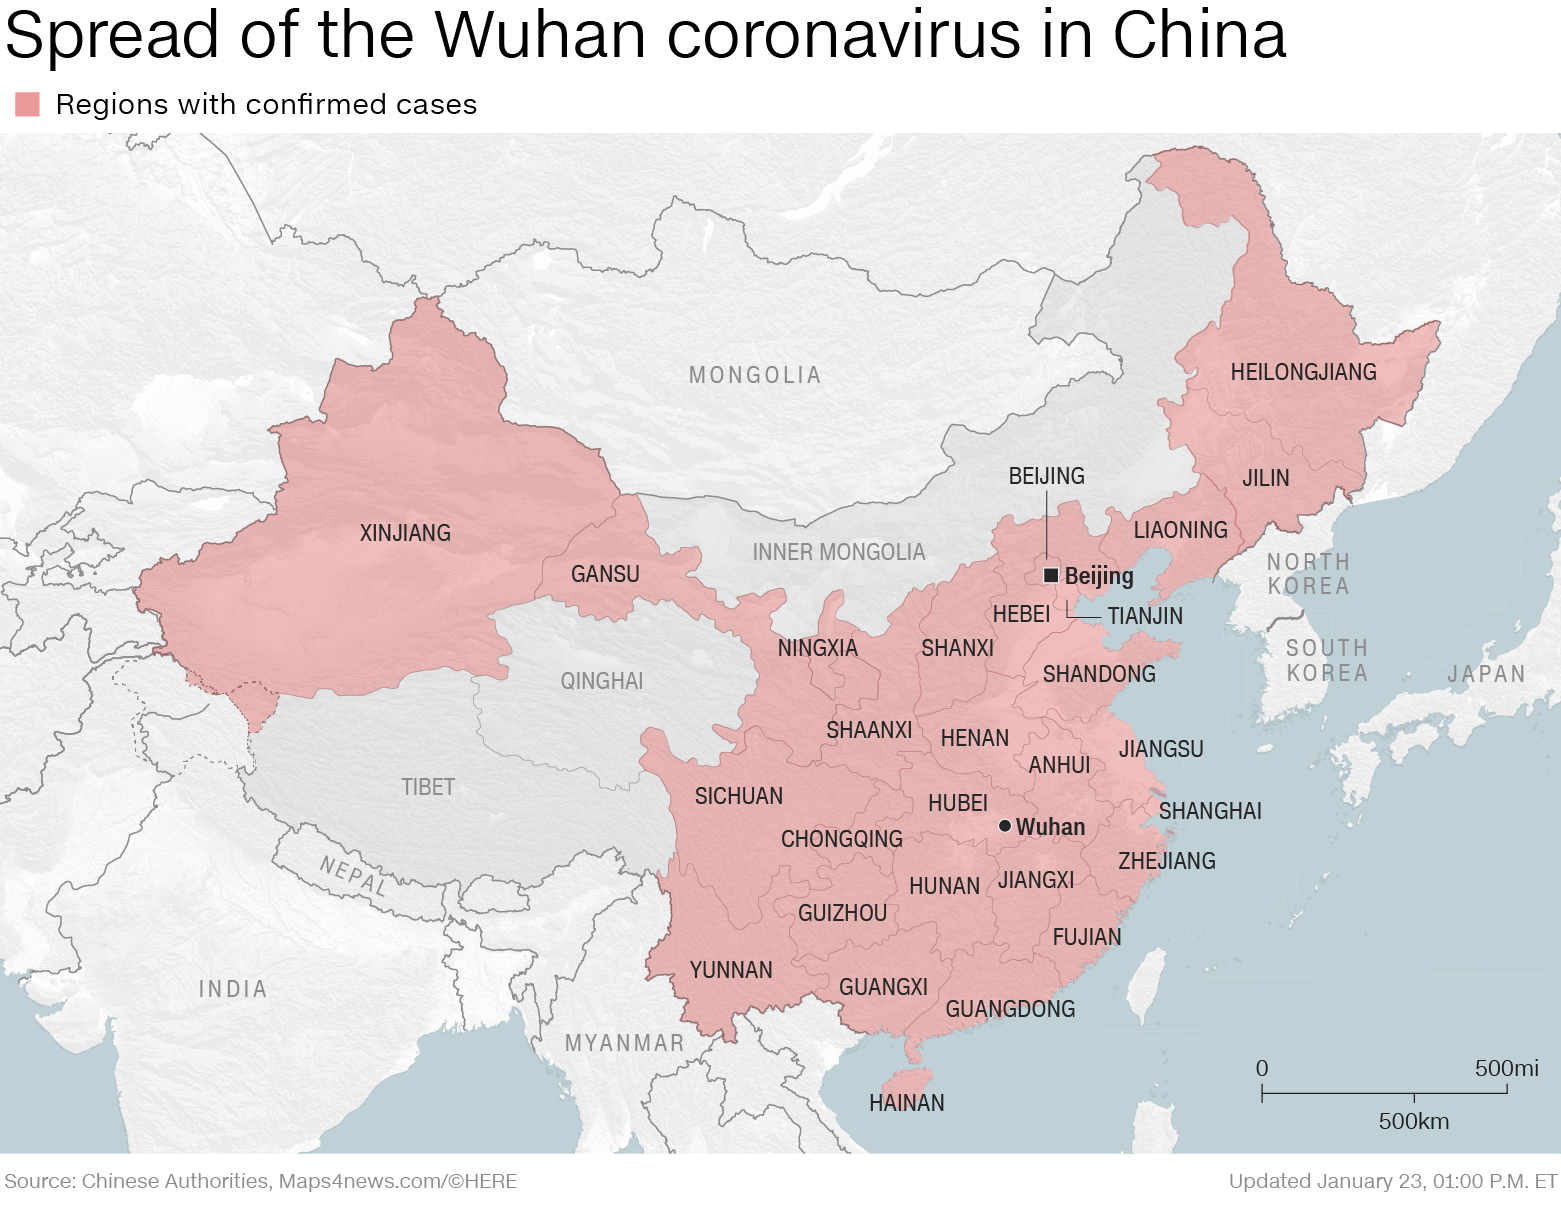 Spread of the Wuhan coronavirus in China
Regions with confirmed cases
HEILONGJIANG
MONGOLIA
BEIJING
JILIN
XINJIANG
LIAONING
INNER MONGOLIA
NORTH
KOREA
GANSU
Beijing
HEBEI
TIANJIN
NINGXIA
SHANXI
SOUTH
KOREA
QINGHAI
SHANDONG
JAPAN
SHAANXI
HENAN
JIANGSU
ANHUI
TIBET
SICHUAN
HUBEI
SHANGHAI
Wuhan
CHONGQING
ZHEJIANG
NEPAL
HUNAN
JIANGXI
GUIZHOU
FUJIAN
YUNNAN
INDIA
GUANGXI
GUANGDONG
MYANMAR
0
500mi
HAINAN
500km
Source: Chinese Authorities, Maps4news.com/©HERE
Updated January 23, 01:00 P.M. ET